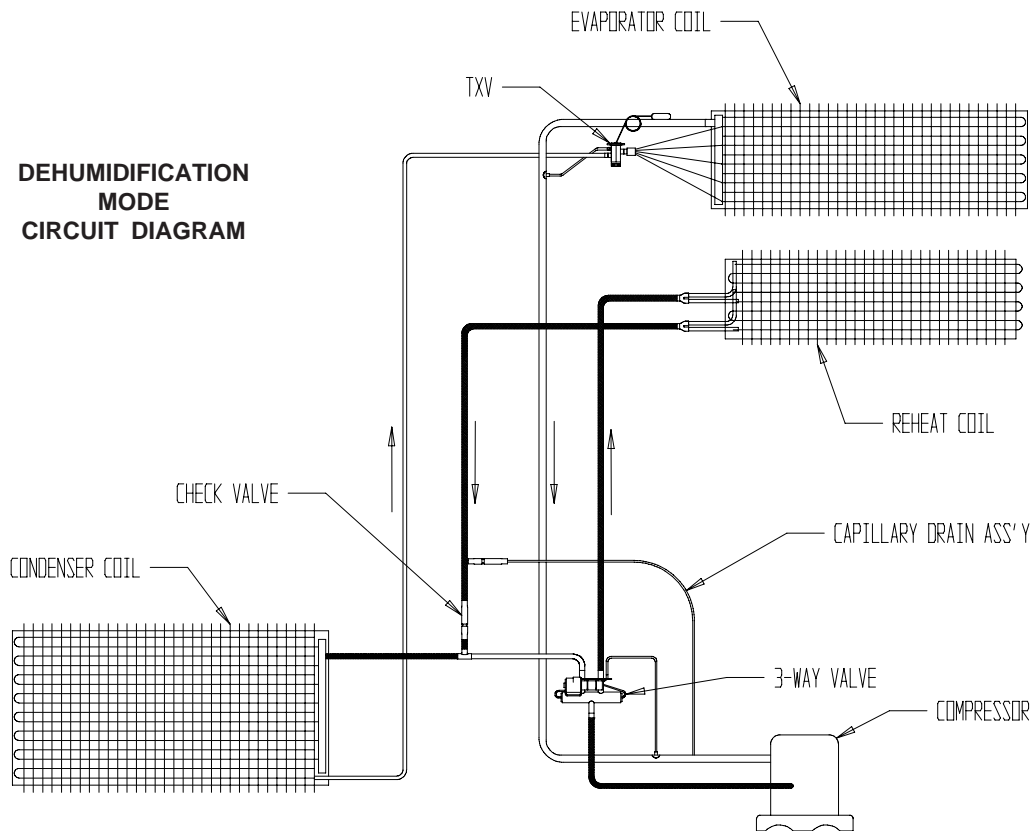 EVAPORATOR COIL
TXV
DEHUMIDIFICATION
MODE
CIRCUIT DIAGRAM
REHEAT COIL
CHECK VALVE
CAPILLARY DRAIN ASS'Y
CONDENSER COIL
3-WAY VALVE
COMPRESSOR